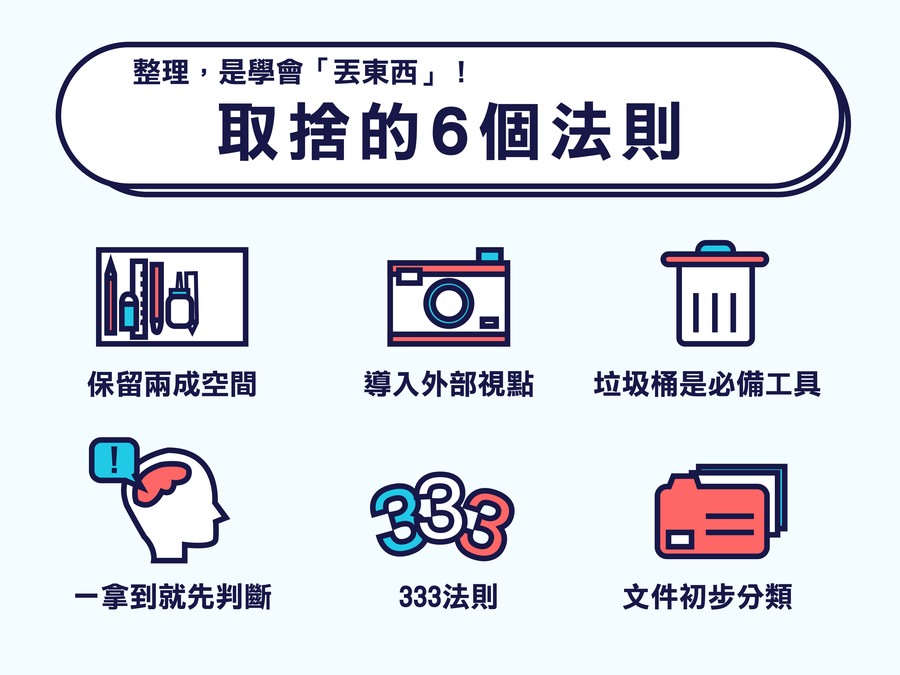 整理，是學會「丟東西」！
取捨的6個法則
保留兩成空間
導入外部視點
垃圾桶是必備工具
!
一拿到就先判斷
333
333法則
文件初步分類